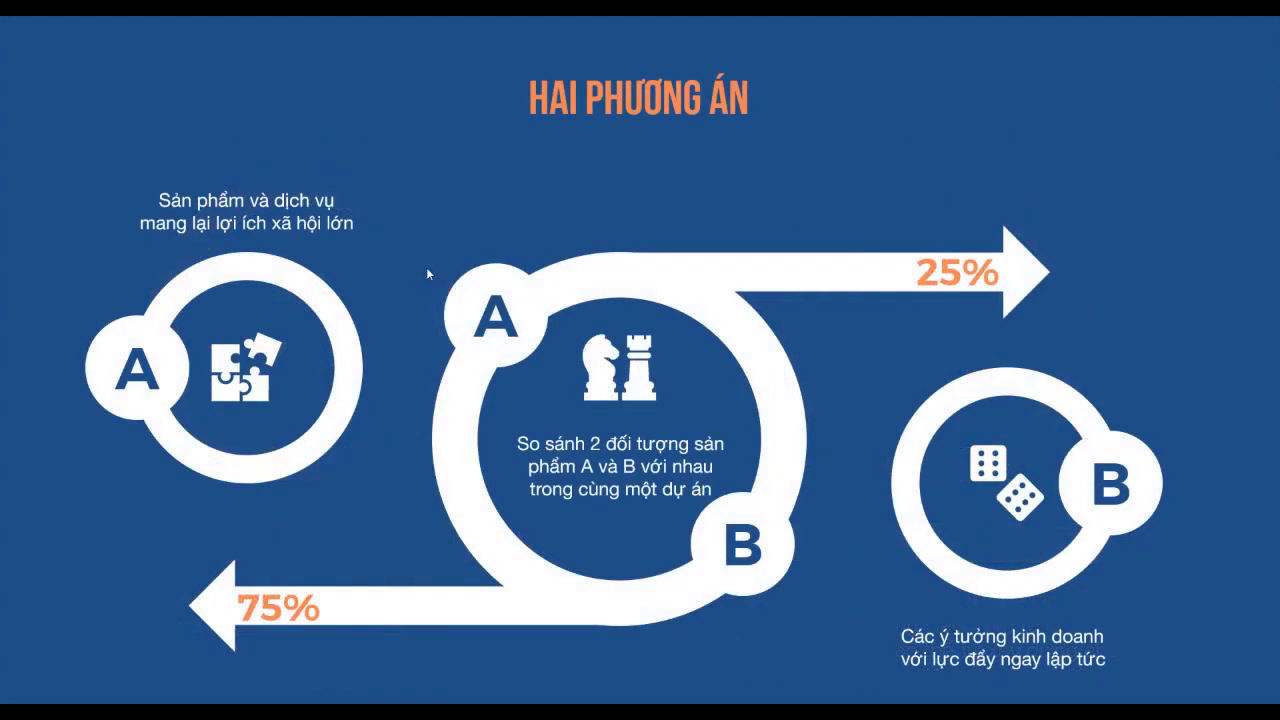 HAI PHƯƠNG ÁN
Sản phẩm và dịch vụ
mang lại lợi ích xã hội lớn
A
A
25%
So sánh 2 đối tượng sản
phẩm A và B với nhau
trong cùng một dự án
B
B
75%
Các ý tưởng kinh doanh
với lực đẩy ngay lập tức